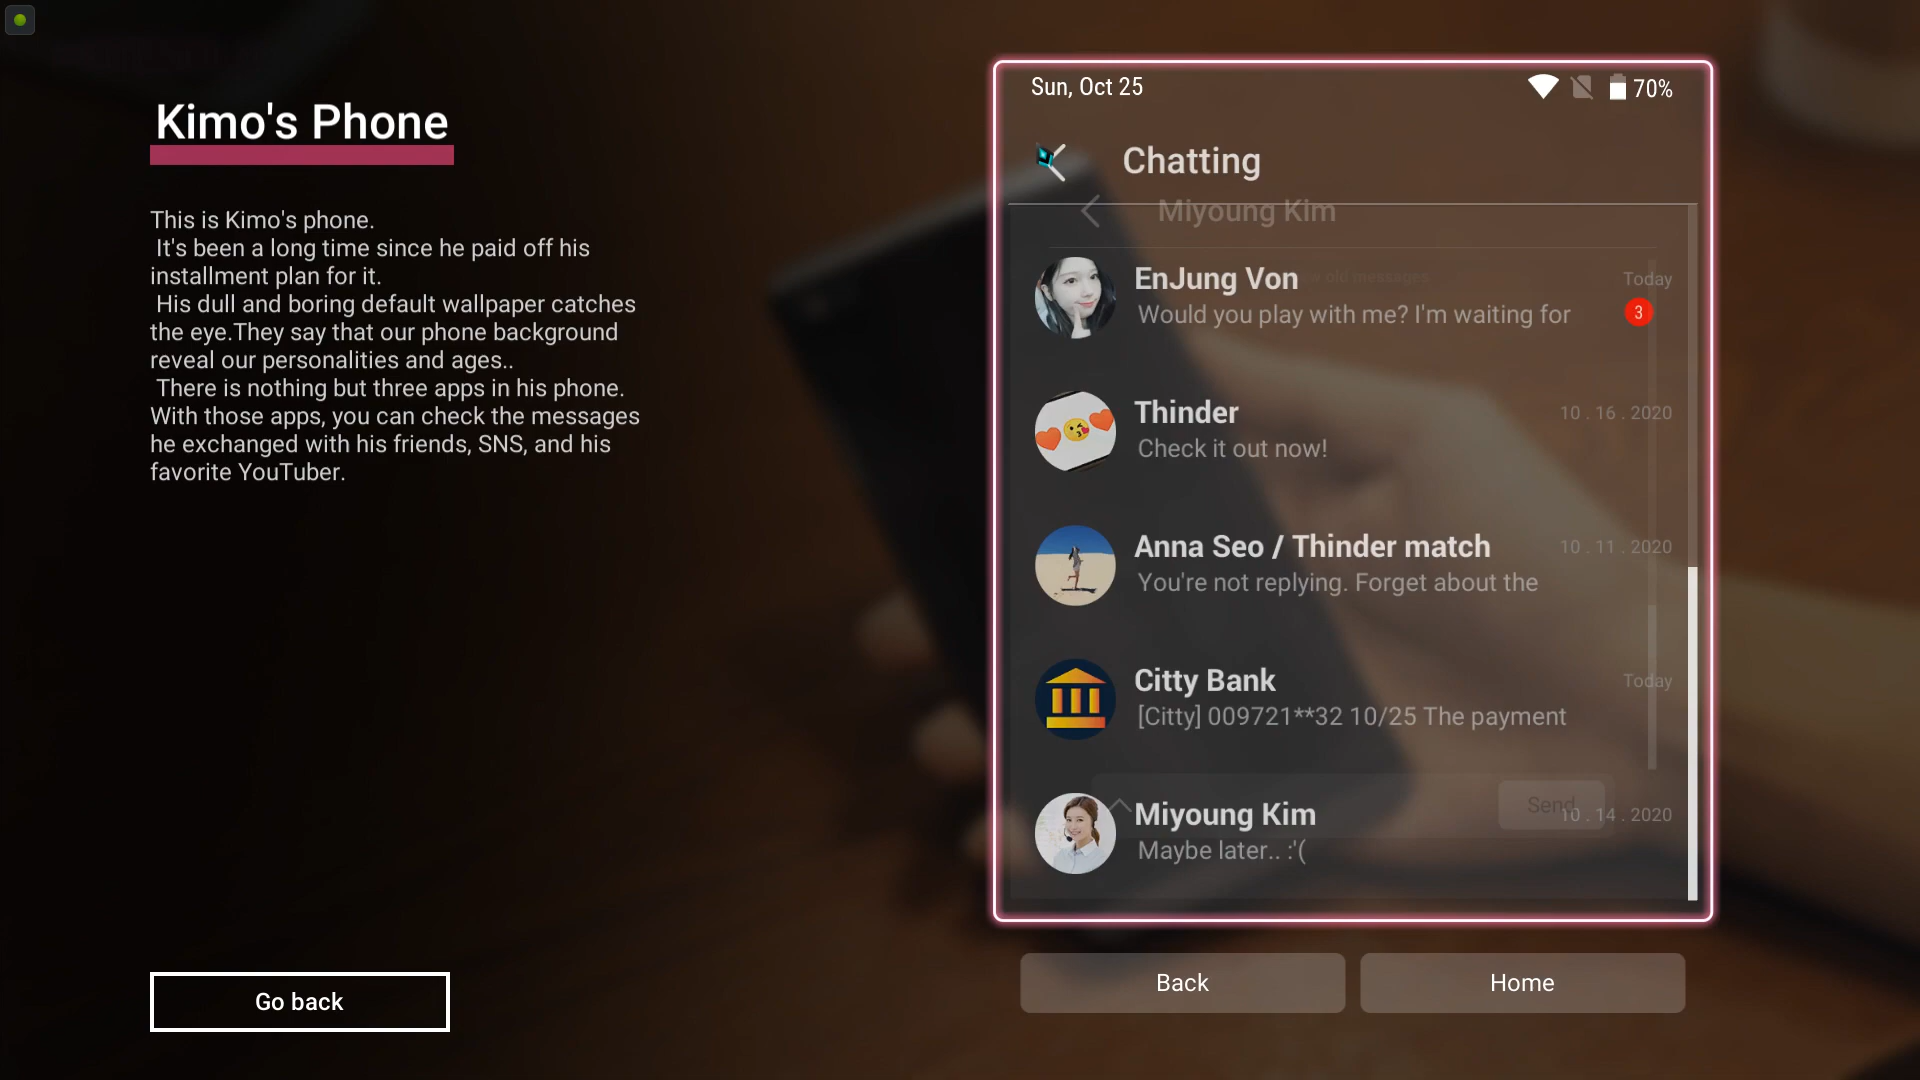 Kimo's Phone
This is Kimo's phone.
It's been a long time since he paid off his
installment plan for it.
His dull and boring default wallpaper catches
the eye.They say that our phone background
reveal our personalities and ages..
There is nothing but three apps in his phone.
With those apps, you can check the messages
he exchanged with his friends, SNS, and his
favorite YouTuber.
Go back
Sun, Oct 25
70%
Chatting
Miyoung Kim
old messages
EnJung Von
Today
Would you play with me? I'm waiting for
3
Thinder
10 . 16 . 2020
Check it out now!
Anna Seo / Thinder match
10 . 11 . 2020
You're not replying. Forget about the
Citty Bank
Today
[Citty] 009721**32 10/25 The payment
Miyoung Kim
Send
10 . 14 . 2020
Maybe later.. :'(
Back
Home